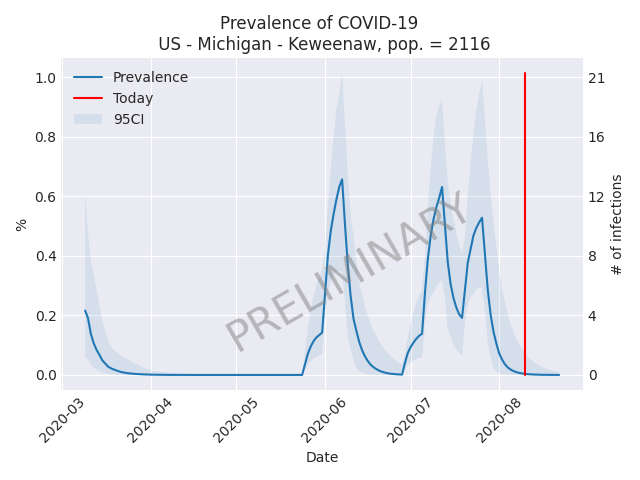 Prevalence of COVID-19
US - Michigan - Keweenaw, pop. = 2116
Prevalence
Today
95CI
1.0
0.8
0.6
0.4
0.2
0.0
%
21
16
12
8
4
0
# of infections
PRELIMINARY
2020-03
2020-04
2020-05
2020-06
2020-07
2020-08
Date